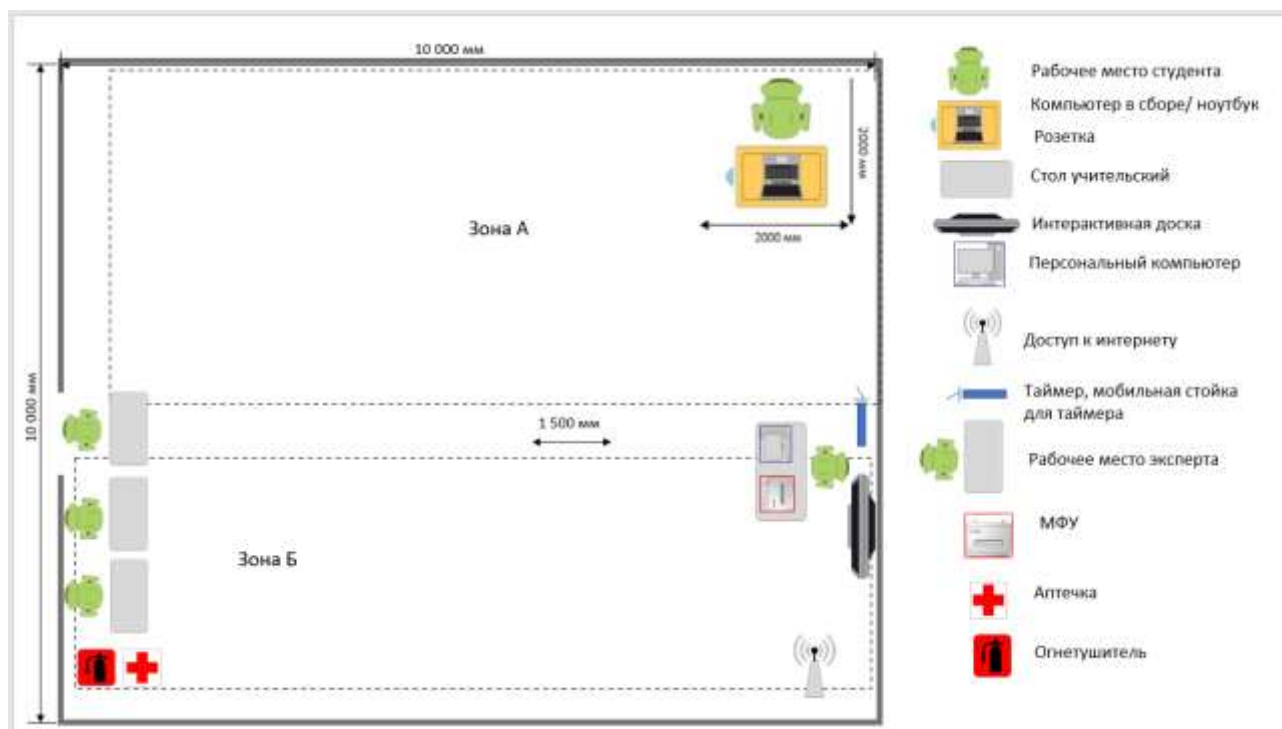 10 000 мм
10 000 мм
2000 мм
2000 мм
Зона А
1 500 мм
Зона Б
Рабочее место студента
Компьютер в сборе/ ноутбук
Розетка
Стол учительский
Интерактивная доска
Персональный компьютер
Доступ к интернету
Таймер, мобильная стойка
для таймера
Рабочее место эксперта
МФУ
Аптечка
Огнетушитель